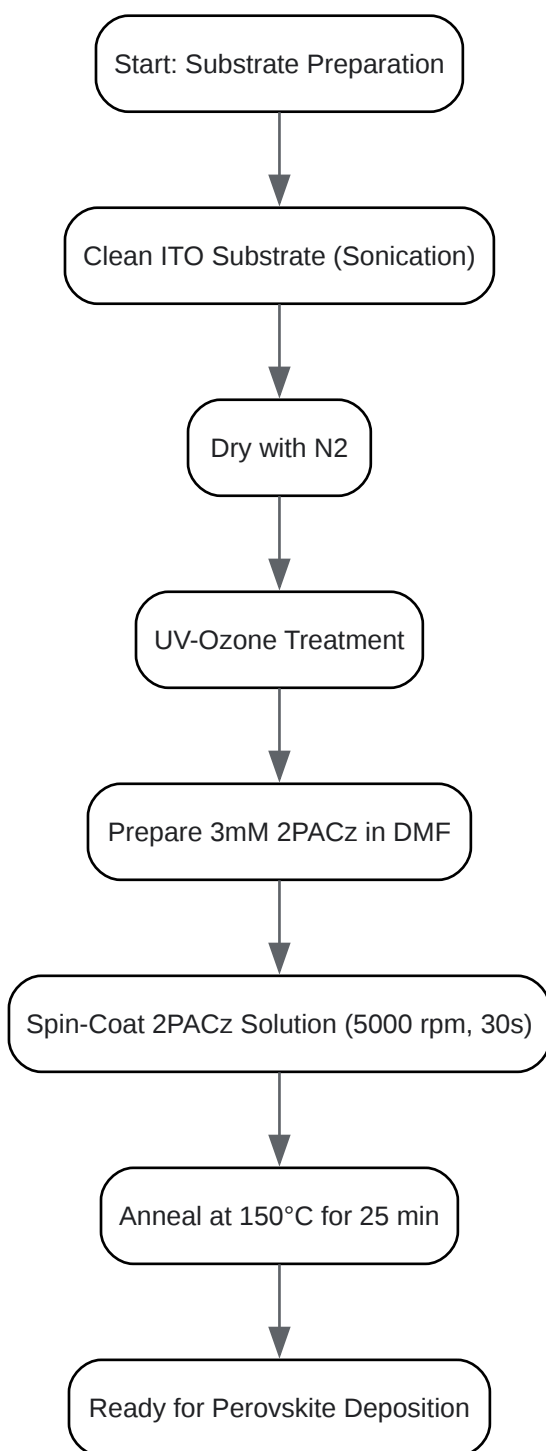 Start: Substrate Preparation
Clean ITO Substrate (Sonication)
Dry with N2
UV-Ozone Treatment
Prepare 3mM 2PACz in DMF
Spin-Coat 2PACz Solution (5000 rpm, 30s)
Anneal at 150°C for 25 min
Ready for Perovskite Deposition